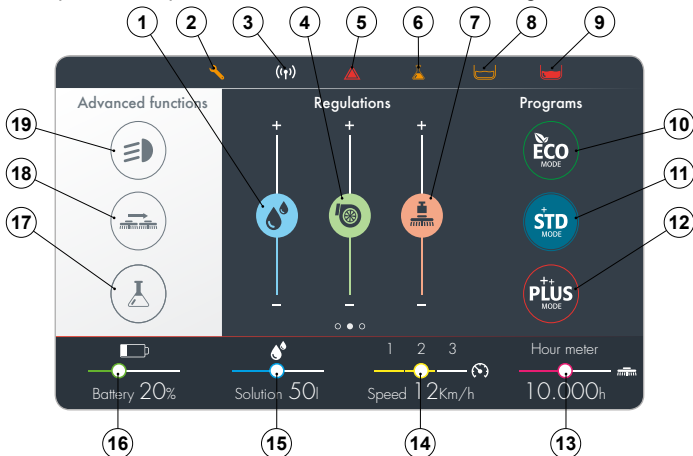 1 2 3 4 5 6 7 8 9
Advanced functions Regulations Programs
+ + +
19 10
ECO
MODE
18 11
+
STD
MODE
17 12
++
PLUS
MODE
− − −
1 2 3 Hour meter
Battery 20% Solution 50l Speed 12Km/h 10.000h
16 15 14 13